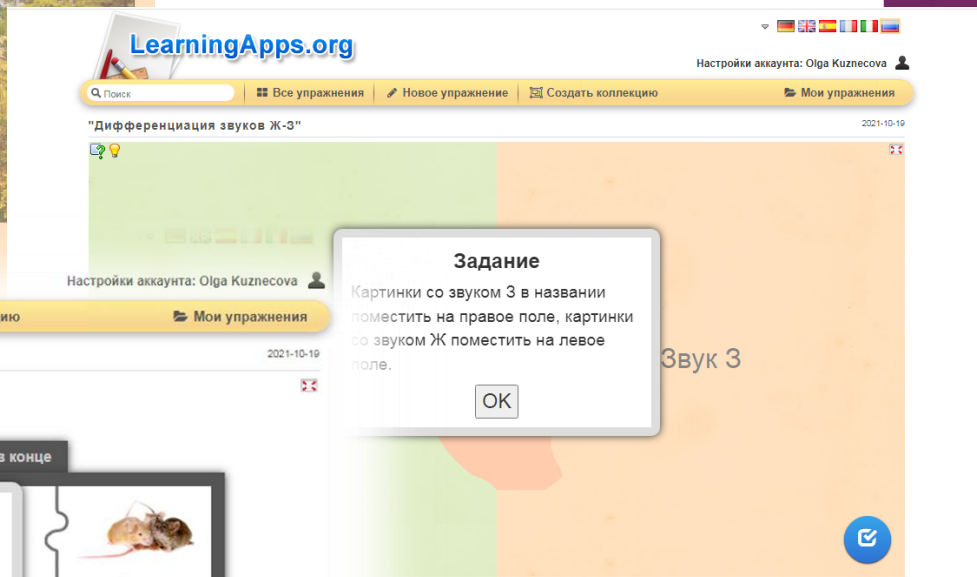 LearningApps.org
Настройки аккаунта: Olga Kuznecova
Поиск
Все упражнения
Новое упражнение
Создать коллекцию
Мои упражнения
"Дифференциация звуков Ж-З"
2021-10-19
Задание
Картинки со звуком З в названии
поместить на правое поле, картинки
со звуком Ж поместить на левое
поле.
OK
Звук З
Настройки аккаунта: Olga Kuznecova
ию
Мои упражнения
2021-10-19
в конце